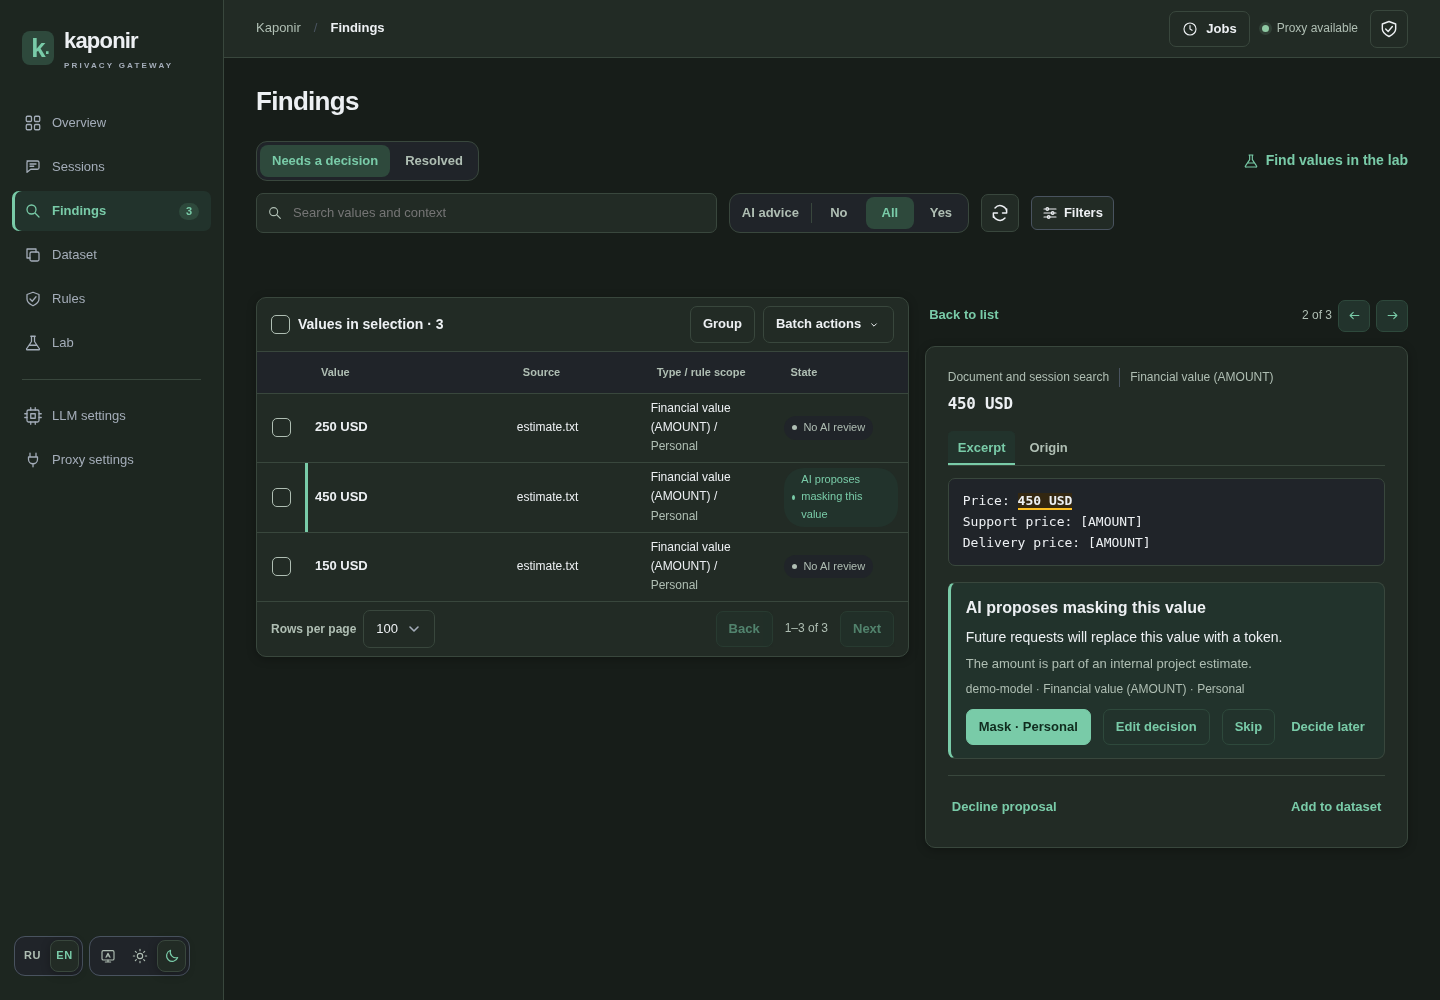 k.
kaponir
PRIVACY GATEWAY
Overview
Sessions
Findings 3
Dataset
Rules
Lab
LLM settings
Proxy settings
RU EN
Kaponir / Findings
Jobs
Proxy available
Findings
Needs a decision Resolved
Find values in the lab
Search values and context
AI advice No All Yes
Filters
Values in selection · 3
Group
Batch actions
Value Source Type / rule scope State
250 USD estimate.txt Financial value (AMOUNT) / Personal No AI review
450 USD estimate.txt Financial value (AMOUNT) / Personal AI proposes masking this value
150 USD estimate.txt Financial value (AMOUNT) / Personal No AI review
Rows per page 100
Back 1–3 of 3 Next
Back to list
2 of 3
Document and session search Financial value (AMOUNT)
450 USD
Excerpt Origin
Price: 450 USD
Support price: [AMOUNT]
Delivery price: [AMOUNT]
AI proposes masking this value
Future requests will replace this value with a token.
The amount is part of an internal project estimate.
demo-model · Financial value (AMOUNT) · Personal
Mask · Personal Edit decision Skip Decide later
Decline proposal Add to dataset